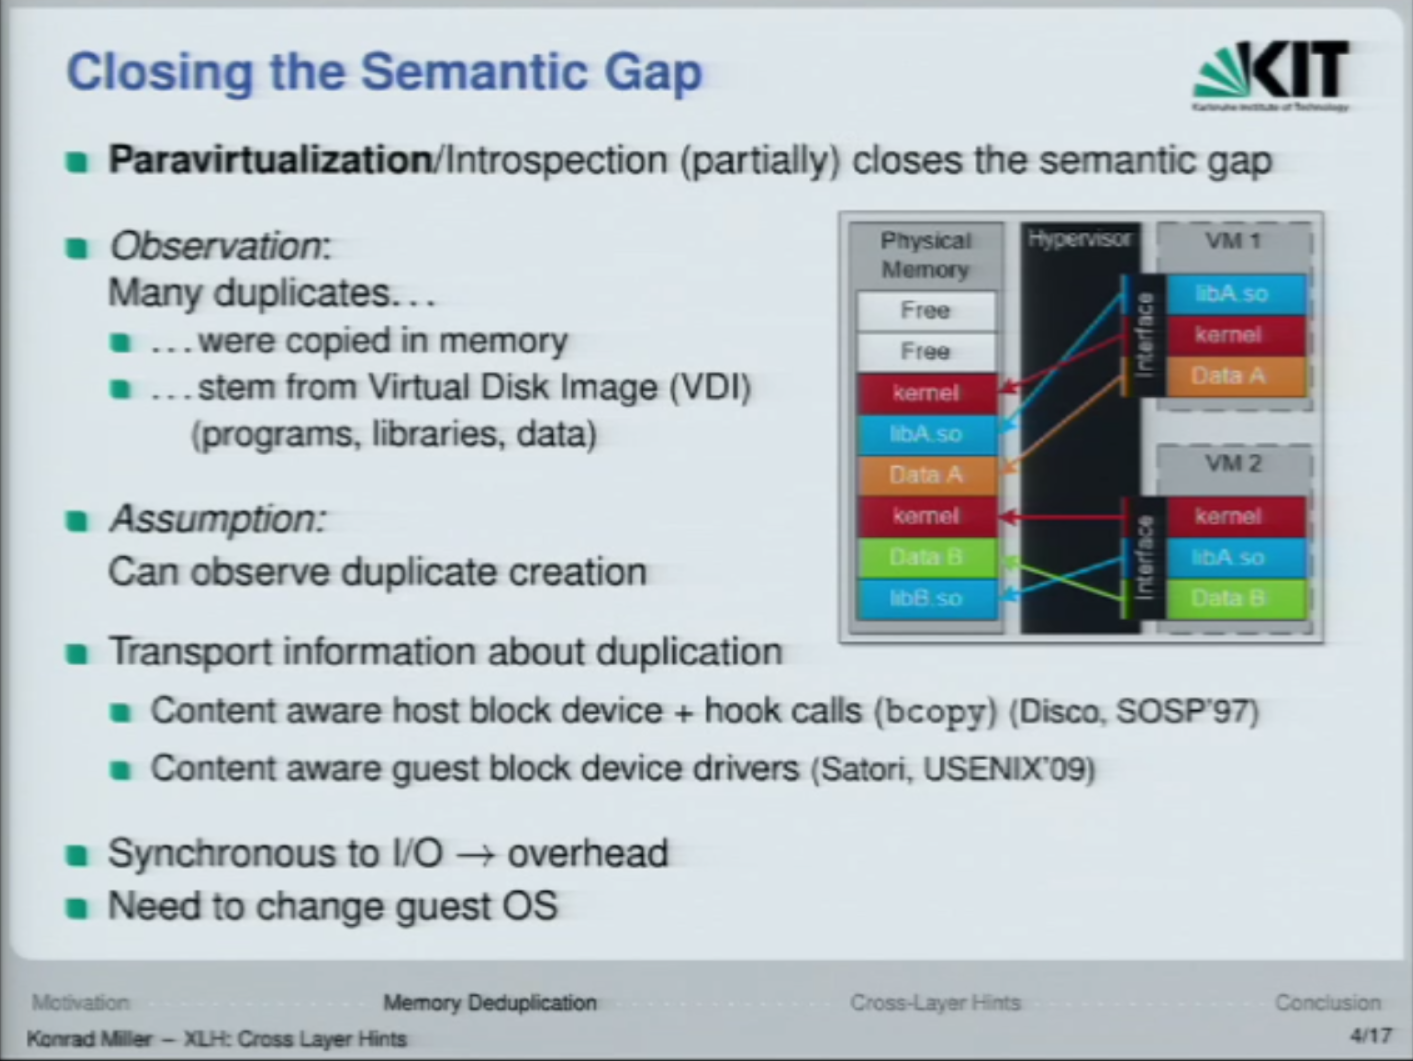 Closing the Semantic Gap
KIT
Karlsruhe Institute of Technology
Paravirtualization/Introspection (partially) closes the semantic gap
Observation:
Many duplicates...
...were copied in memory
...stem from Virtual Disk Image (VDI)
(programs, libraries, data)
Assumption:
Can observe duplicate creation
Transport information about duplication
Content aware host block device + hook calls (bcopy) (Disco, SOSP'97)
Content aware guest block device drivers (Satori, USENIX'09)
Synchronous to I/O → overhead
Need to change guest OS
Physical
Memory
Free
Free
kernel
libA.so
Data A
kernel
Data B
libB.so
Hypervisor
Interface
Interface
VM 1
libA.so
kernel
Data A
VM 2
kernel
libA.so
Data B
Motivation
Memory Deduplication
Cross-Layer Hints
Conclusion
Konrad Miller – XLH: Cross Layer Hints
4/17